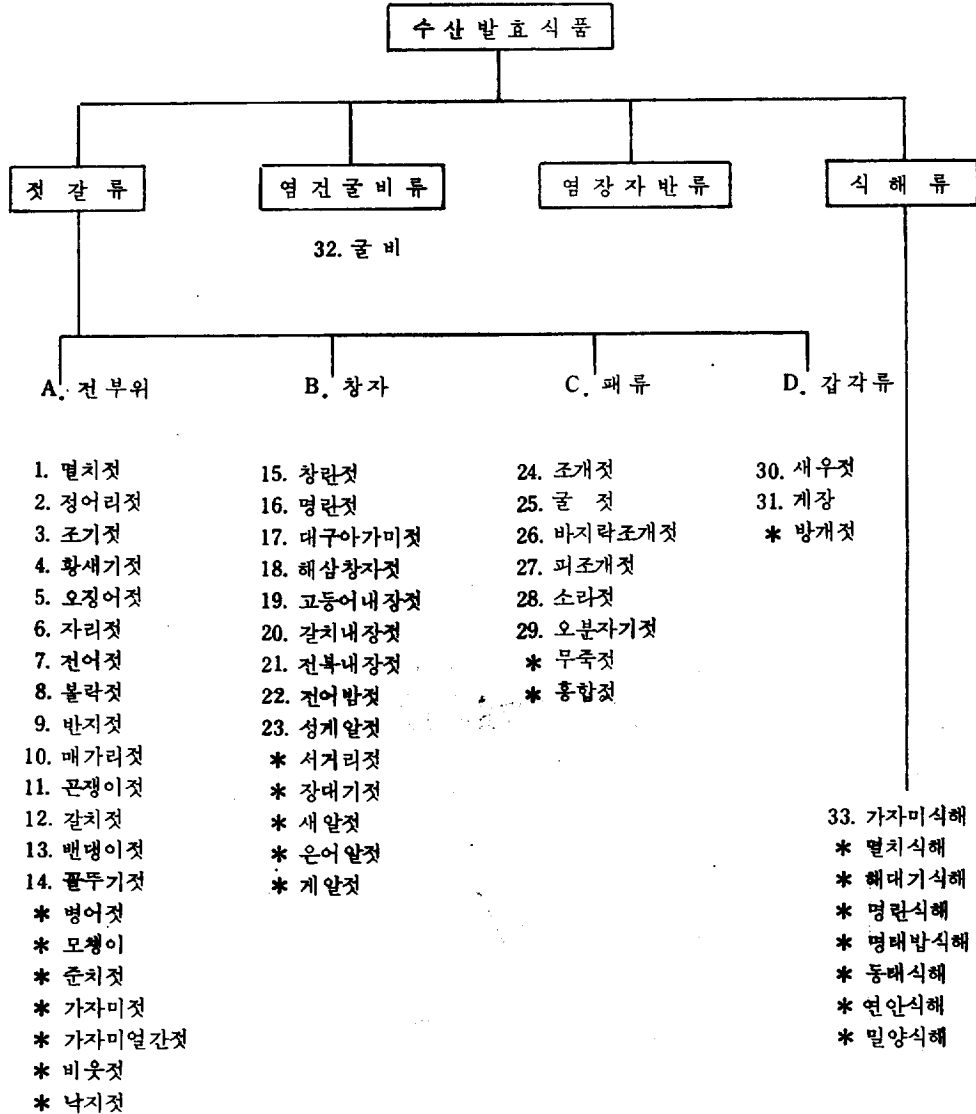 수산발효식품
젓갈류
염건굴비류
염장자반류
식해류
32. 굴비
A. 전부위
1. 멸치젓
2. 정어리젓
3. 조기젓
4. 황새기젓
5. 오징어젓
6. 자리젓
7. 전어젓
8. 볼락젓
9. 반지젓
10. 매가리젓
11. 곤쟁이젓
12. 갈치젓
13. 밴댕이젓
14. 꼴뚜기젓
* 병어젓
* 모쟁이
* 준치젓
* 가자미젓
* 가자미얼간젓
* 비웃젓
* 낙지젓
B. 창자
15. 창란젓
16. 명란젓
17. 대구아가미젓
18. 해삼창자젓
19. 고등어내장젓
20. 갈치내장젓
21. 전복내장젓
22. 전어밤젓
23. 성게알젓
* 서거리젓
* 장대기젓
* 새알젓
* 은어알젓
* 게알젓
C. 패류
24. 조개젓
25. 굴 젓
26. 바지락조개젓
27. 피조개젓
28. 소라젓
29. 오분자기젓
* 무죽젓
* 홍합젓
D. 갑각류
30. 새우젓
31. 게장
* 방개젓
33. 가자미식해
* 멸치식해
* 해대기식해
* 명란식해
* 명태밥식해
* 동태식해
* 연안식해
* 밀양식해